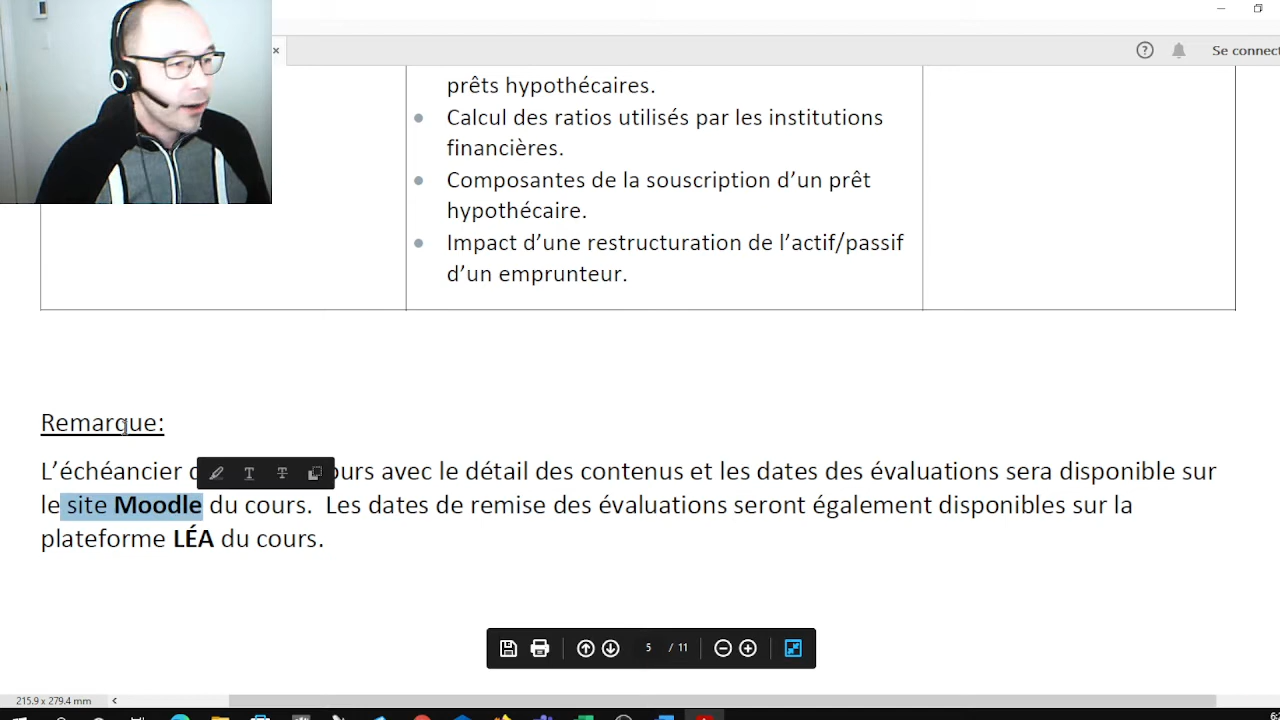 Se connect
prêts hypothécaires.
Calcul des ratios utilisés par les institutions
financières.
Composantes de la souscription d’un prêt
hypothécaire.
Impact d’une restructuration de l’actif/passif
d’un emprunteur.
Remarque:
L’échéancier ours avec le détail des contenus et les dates des évaluations sera disponible sur
le site Moodle du cours. Les dates de remise des évaluations seront également disponibles sur la
plateforme LÉA du cours.
5 / 11
215.9 x 279.4 mm